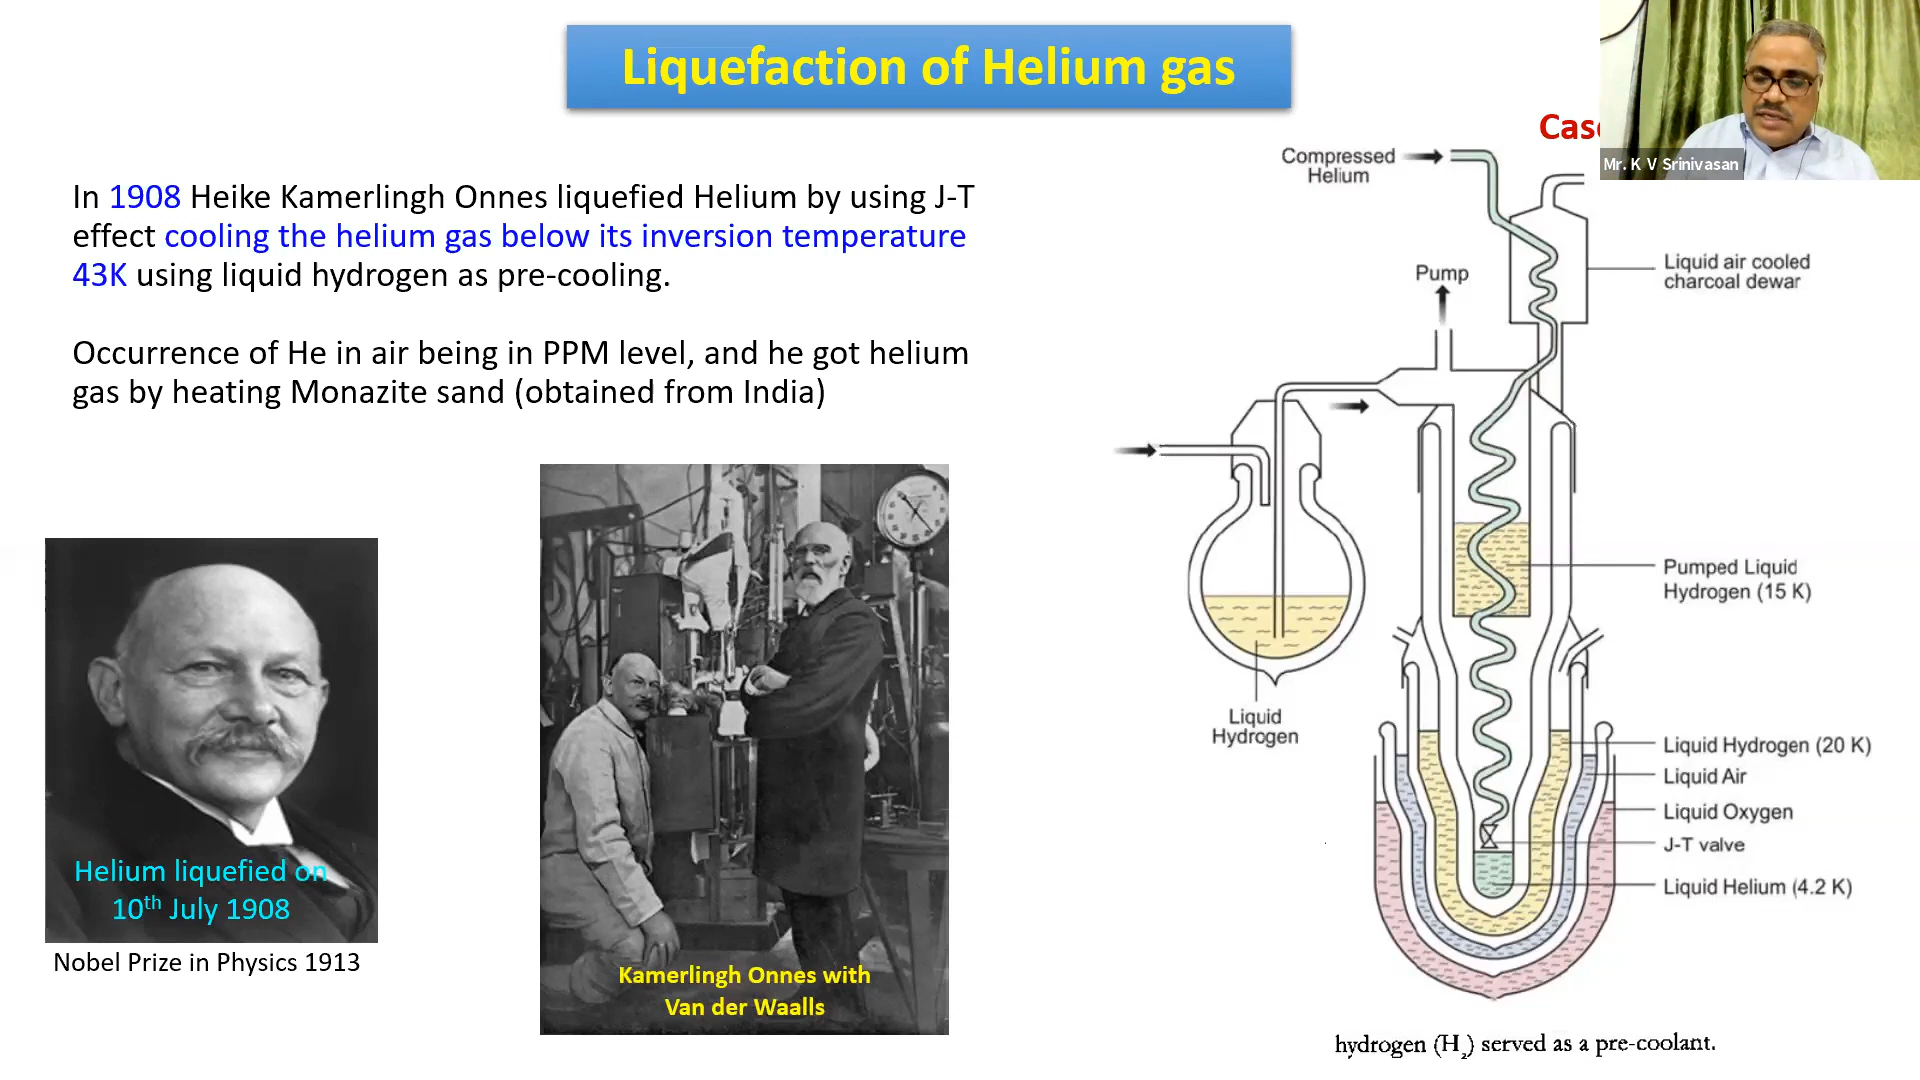 Liquefaction of Helium gas
Mr. K V Srinivasan
In 1908 Heike Kamerlingh Onnes liquefied Helium by using J-T
effect cooling the helium gas below its inversion temperature
43K using liquid hydrogen as pre-cooling.
Occurrence of He in air being in PPM level, and he got helium
gas by heating Monazite sand (obtained from India)
Helium liquefied on
10th July 1908
Nobel Prize in Physics 1913
Kamerlingh Onnes with
Van der Waalls
Compressed
Helium
Liquid air cooled
charcoal dewar
Pump
Pumped Liquid
Hydrogen (15 K)
Liquid
Hydrogen
Liquid Hydrogen (20 K)
Liquid Air
Liquid Oxygen
J-T valve
Liquid Helium (4.2 K)
hydrogen (H2) served as a pre-coolant.